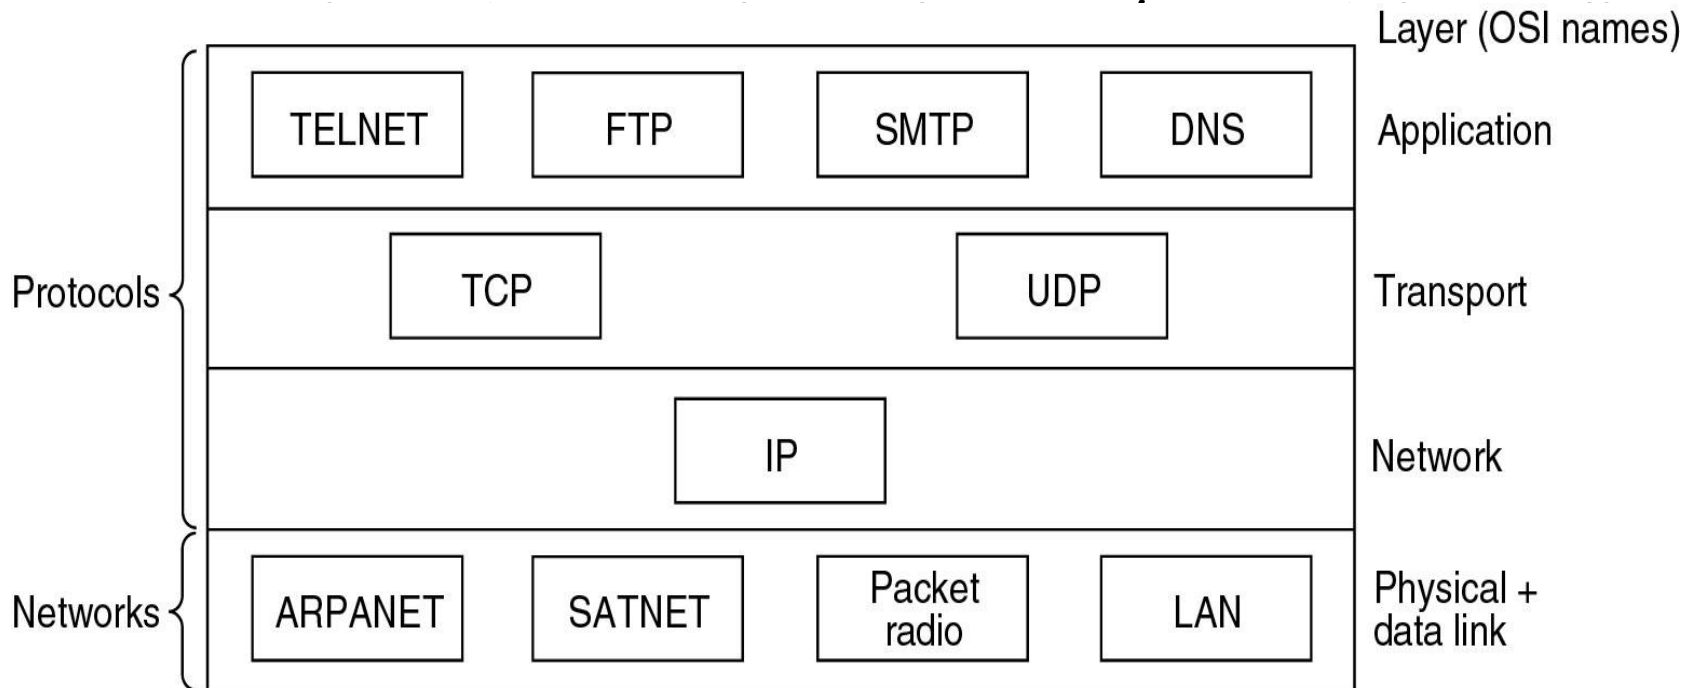 Layer (OSI names)
TELNET
FTP
SMTP
DNS
Application
Protocols
TCP
UDP
Transport
IP
Network
Networks
ARPANET
SATNET
Packet
radio
LAN
Physical +
data link